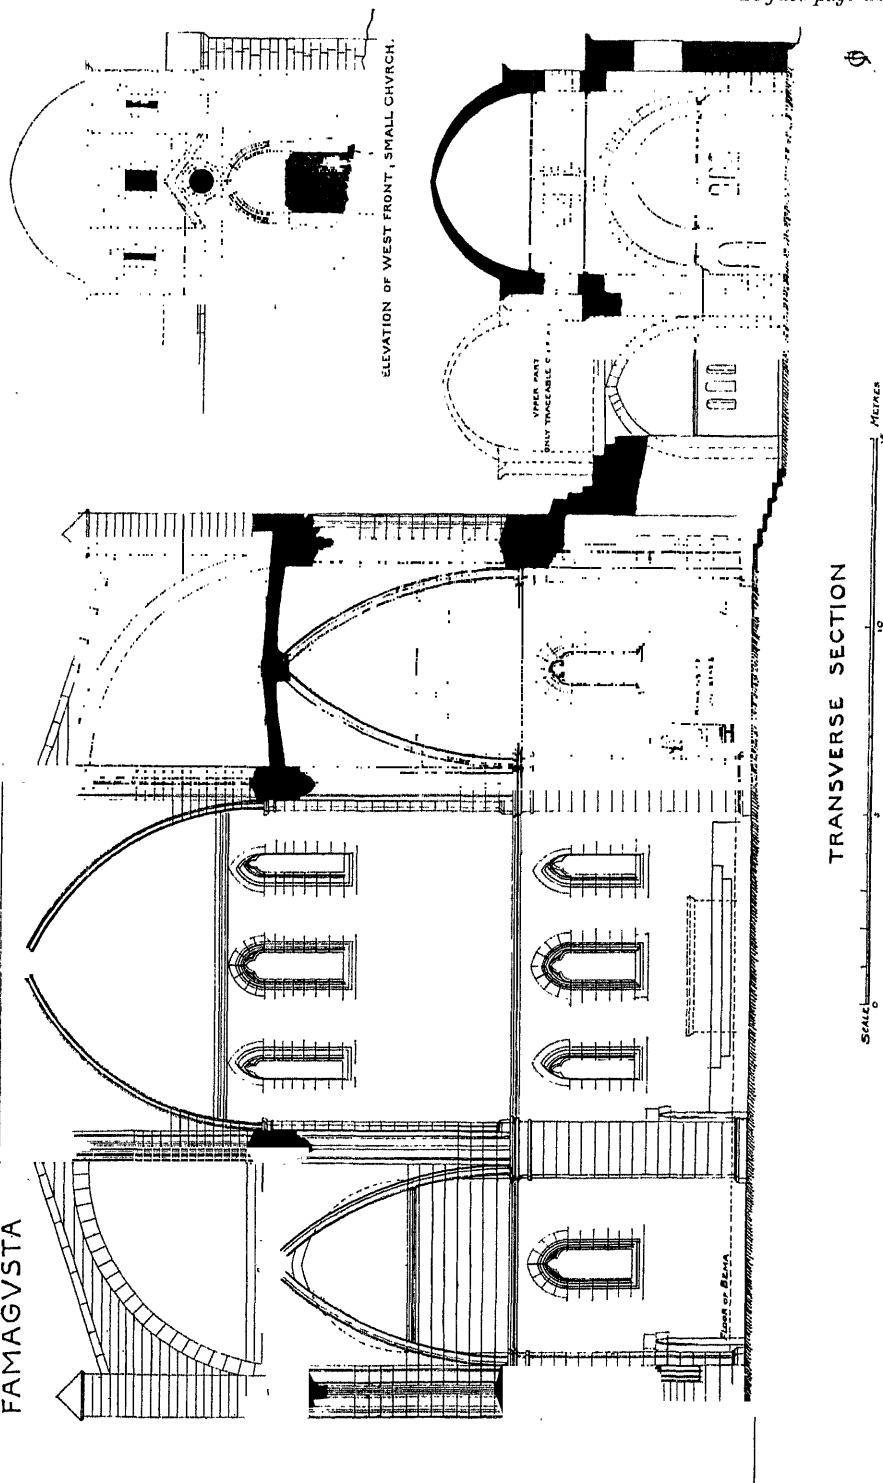 FAMAGVSTA
ELEVATION OF WEST FRONT, SMALL CHVRCH.
VPPER PART
ONLY TRACEABLE
FLOOR OF BEMA
TRANSVERSE SECTION
SCALE
0
5
10
METRES